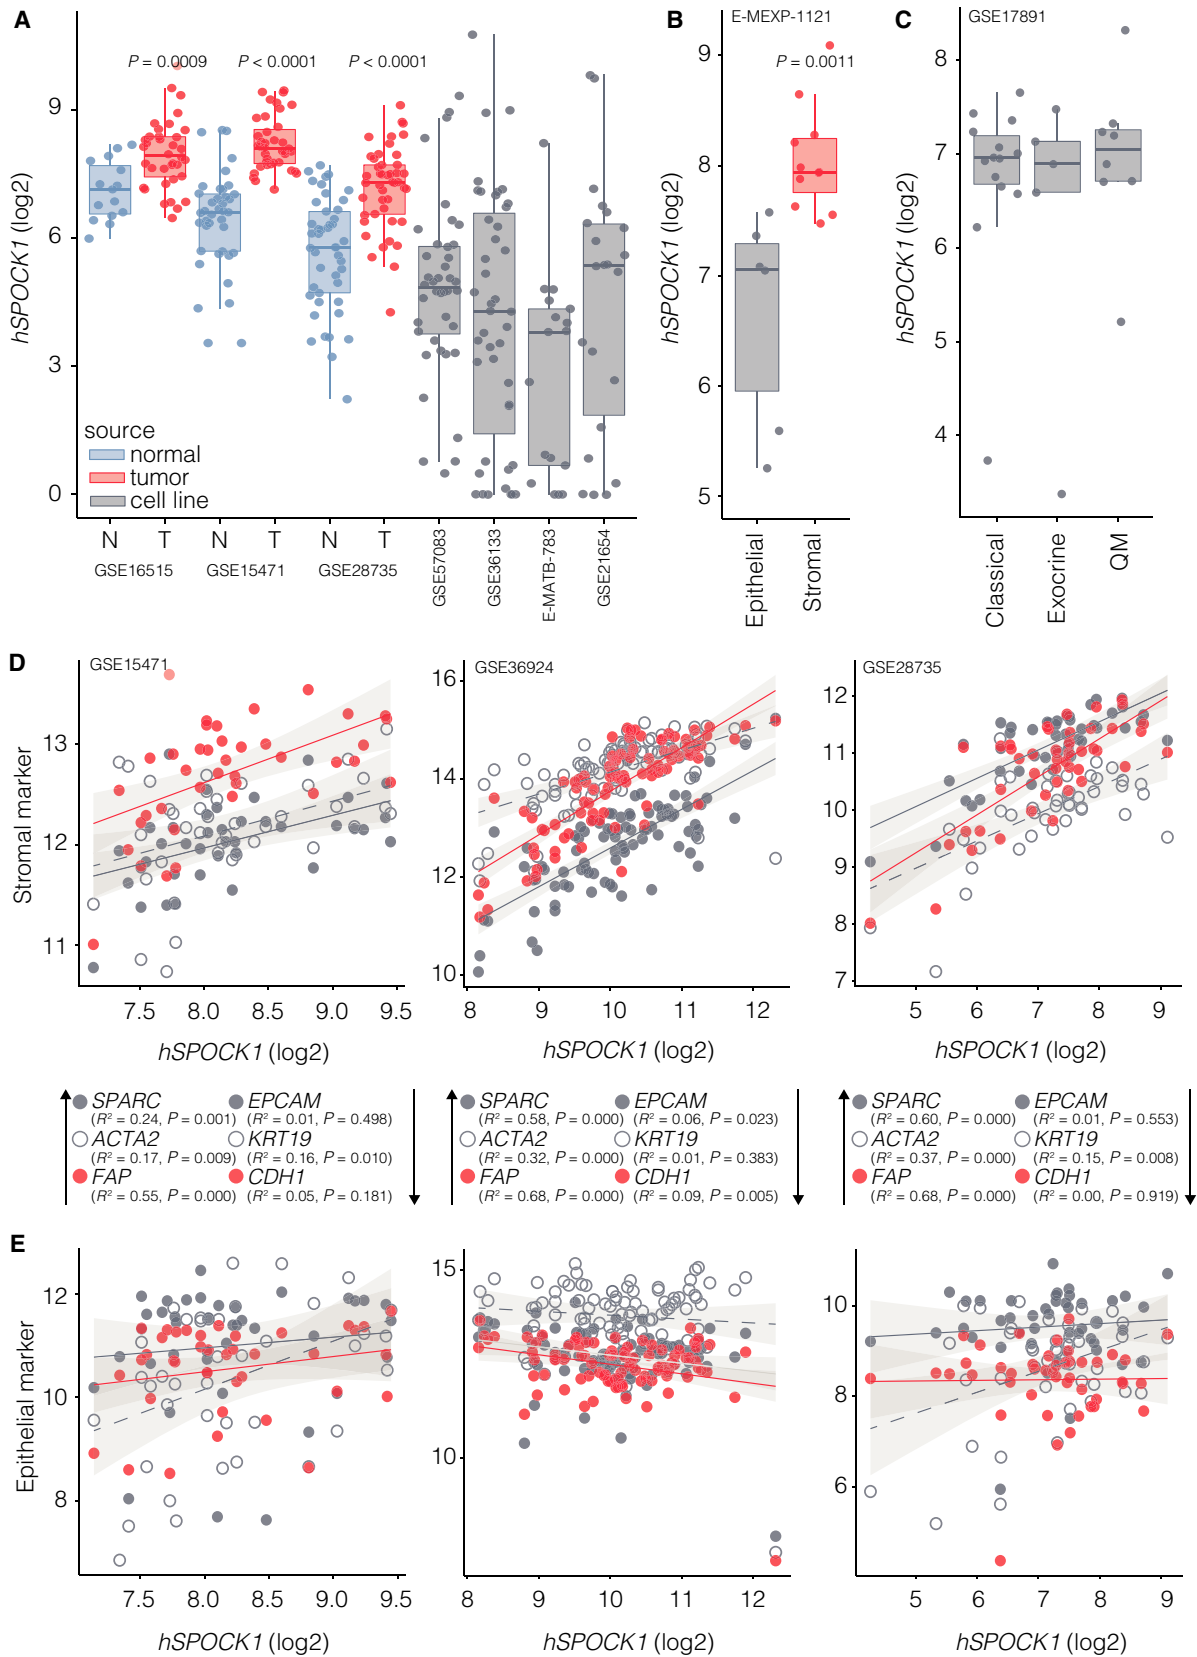 A
B
C
E-MEXP-1121
GSE17891
P = 0.0009
P < 0.0001
P < 0.0001
P = 0.0011
hSPOCK1 (log2)
9
6
3
0
source
normal
tumor
cell line
N
T
N
T
N
T
GSE16515
GSE15471
GSE28735
GSE57083
GSE36133
E-MATB-783
GSE21654
hSPOCK1 (log2)
9
8
7
6
5
Epithelial
Stromal
hSPOCK1 (log2)
8
7
6
5
4
Classical
Exocrine
QM
D
GSE15471
GSE36924
GSE28735
Stromal marker
13
12
11
7.5
8.0
8.5
9.0
9.5
hSPOCK1 (log2)
16
14
12
10
8
9
10
11
12
hSPOCK1 (log2)
12
11
10
9
8
7
5
6
7
8
9
hSPOCK1 (log2)
SPARC
(R² = 0.24, P = 0.001)
ACTA2
(R² = 0.17, P = 0.009)
FAP
(R² = 0.55, P = 0.000)
EPCAM
(R² = 0.01, P = 0.498)
KRT19
(R² = 0.16, P = 0.010)
CDH1
(R² = 0.05, P = 0.181)
SPARC
(R² = 0.58, P = 0.000)
ACTA2
(R² = 0.32, P = 0.000)
FAP
(R² = 0.68, P = 0.000)
EPCAM
(R² = 0.06, P = 0.023)
KRT19
(R² = 0.01, P = 0.383)
CDH1
(R² = 0.09, P = 0.005)
SPARC
(R² = 0.60, P = 0.000)
ACTA2
(R² = 0.37, P = 0.000)
FAP
(R² = 0.68, P = 0.000)
EPCAM
(R² = 0.01, P = 0.553)
KRT19
(R² = 0.15, P = 0.008)
CDH1
(R² = 0.00, P = 0.919)
E
Epithelial marker
12
10
8
7.5
8.0
8.5
9.0
9.5
hSPOCK1 (log2)
15
10
8
9
10
11
12
hSPOCK1 (log2)
10
8
6
5
6
7
8
9
hSPOCK1 (log2)